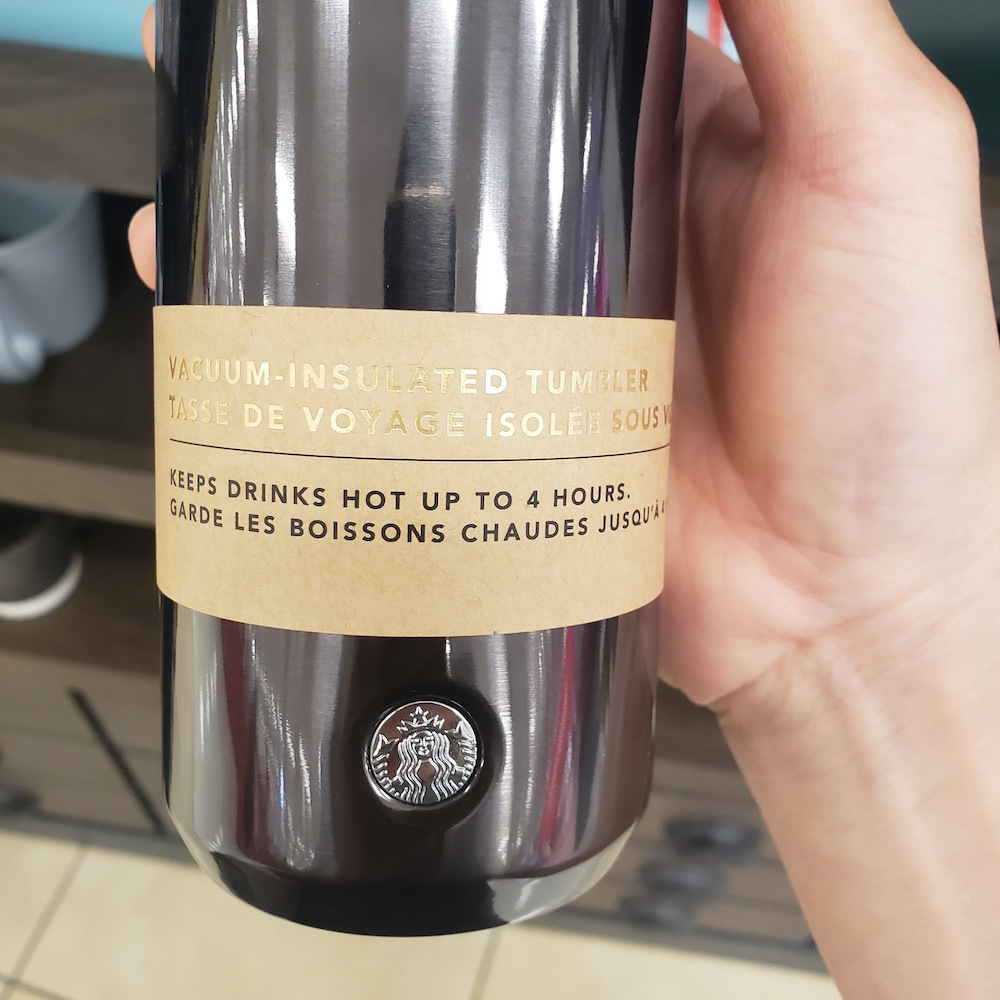 VACUUM-INSULATED TUMBLER
TASSE DE VOYAGE ISOLÉE SOUS
KEEPS DRINKS HOT UP TO 4 HOURS.
GARDE LES BOISSONS CHAUDES JUSQU'À